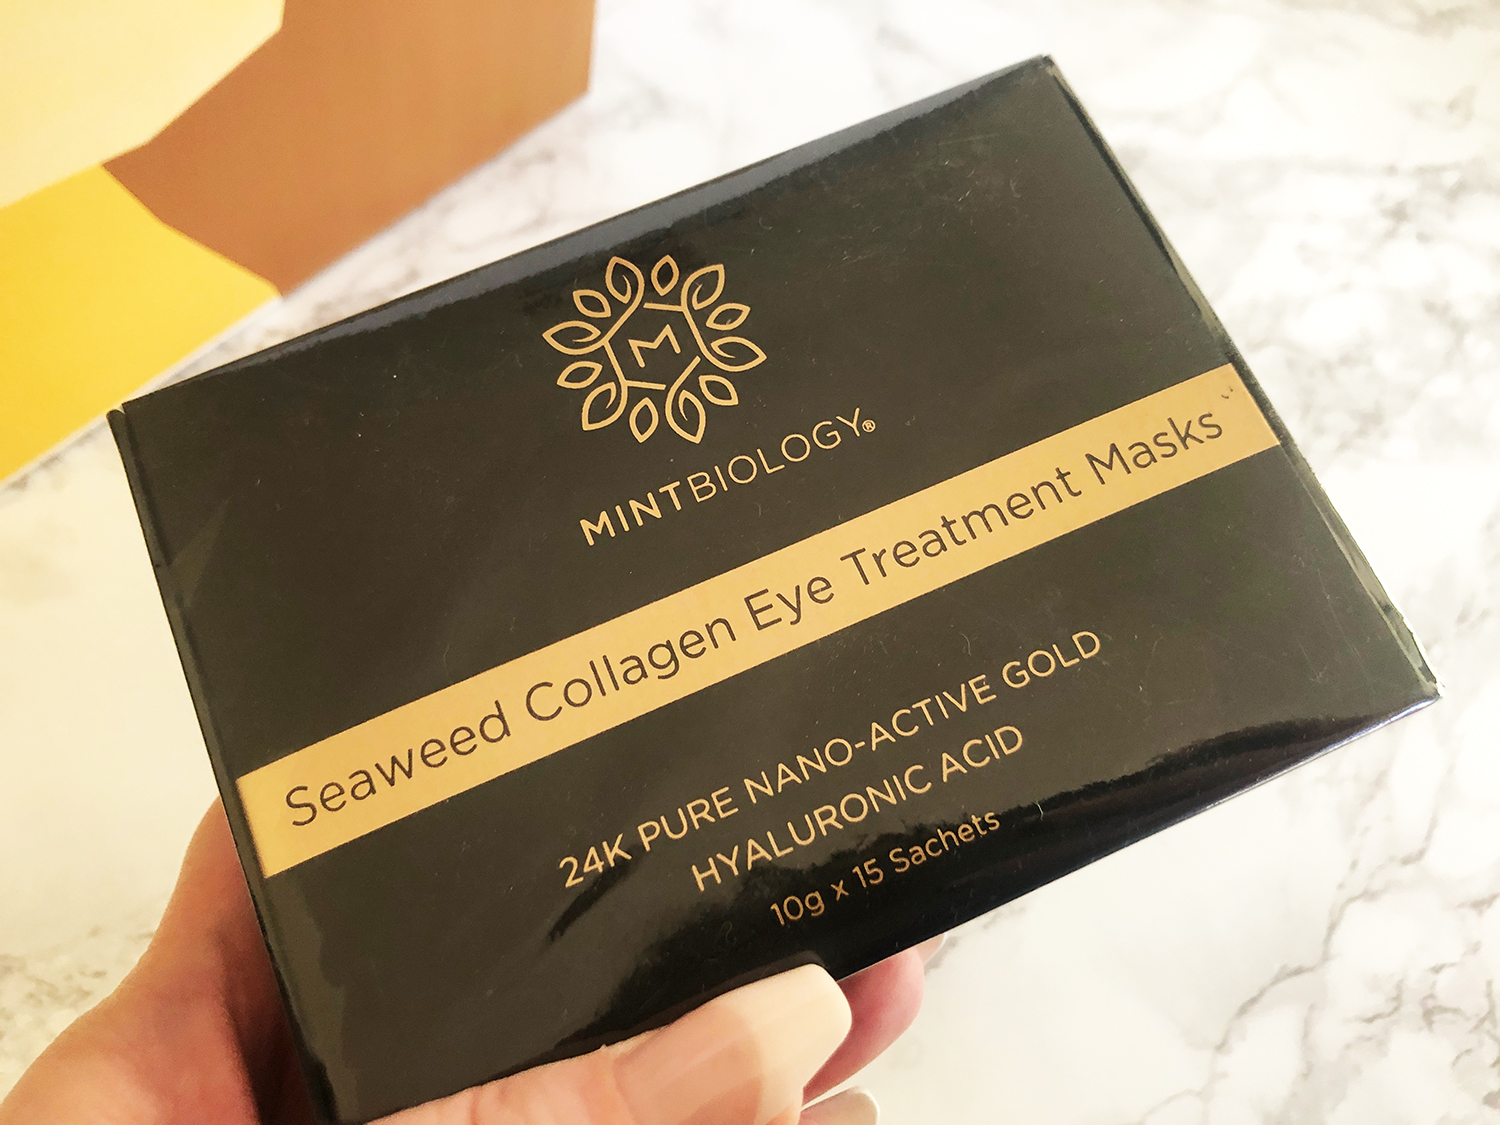 M
MINTBIOLOGY®
Seaweed Collagen Eye Treatment Masks
24K PURE NANO-ACTIVE GOLD
HYALURONIC ACID
10g x 15 Sachets